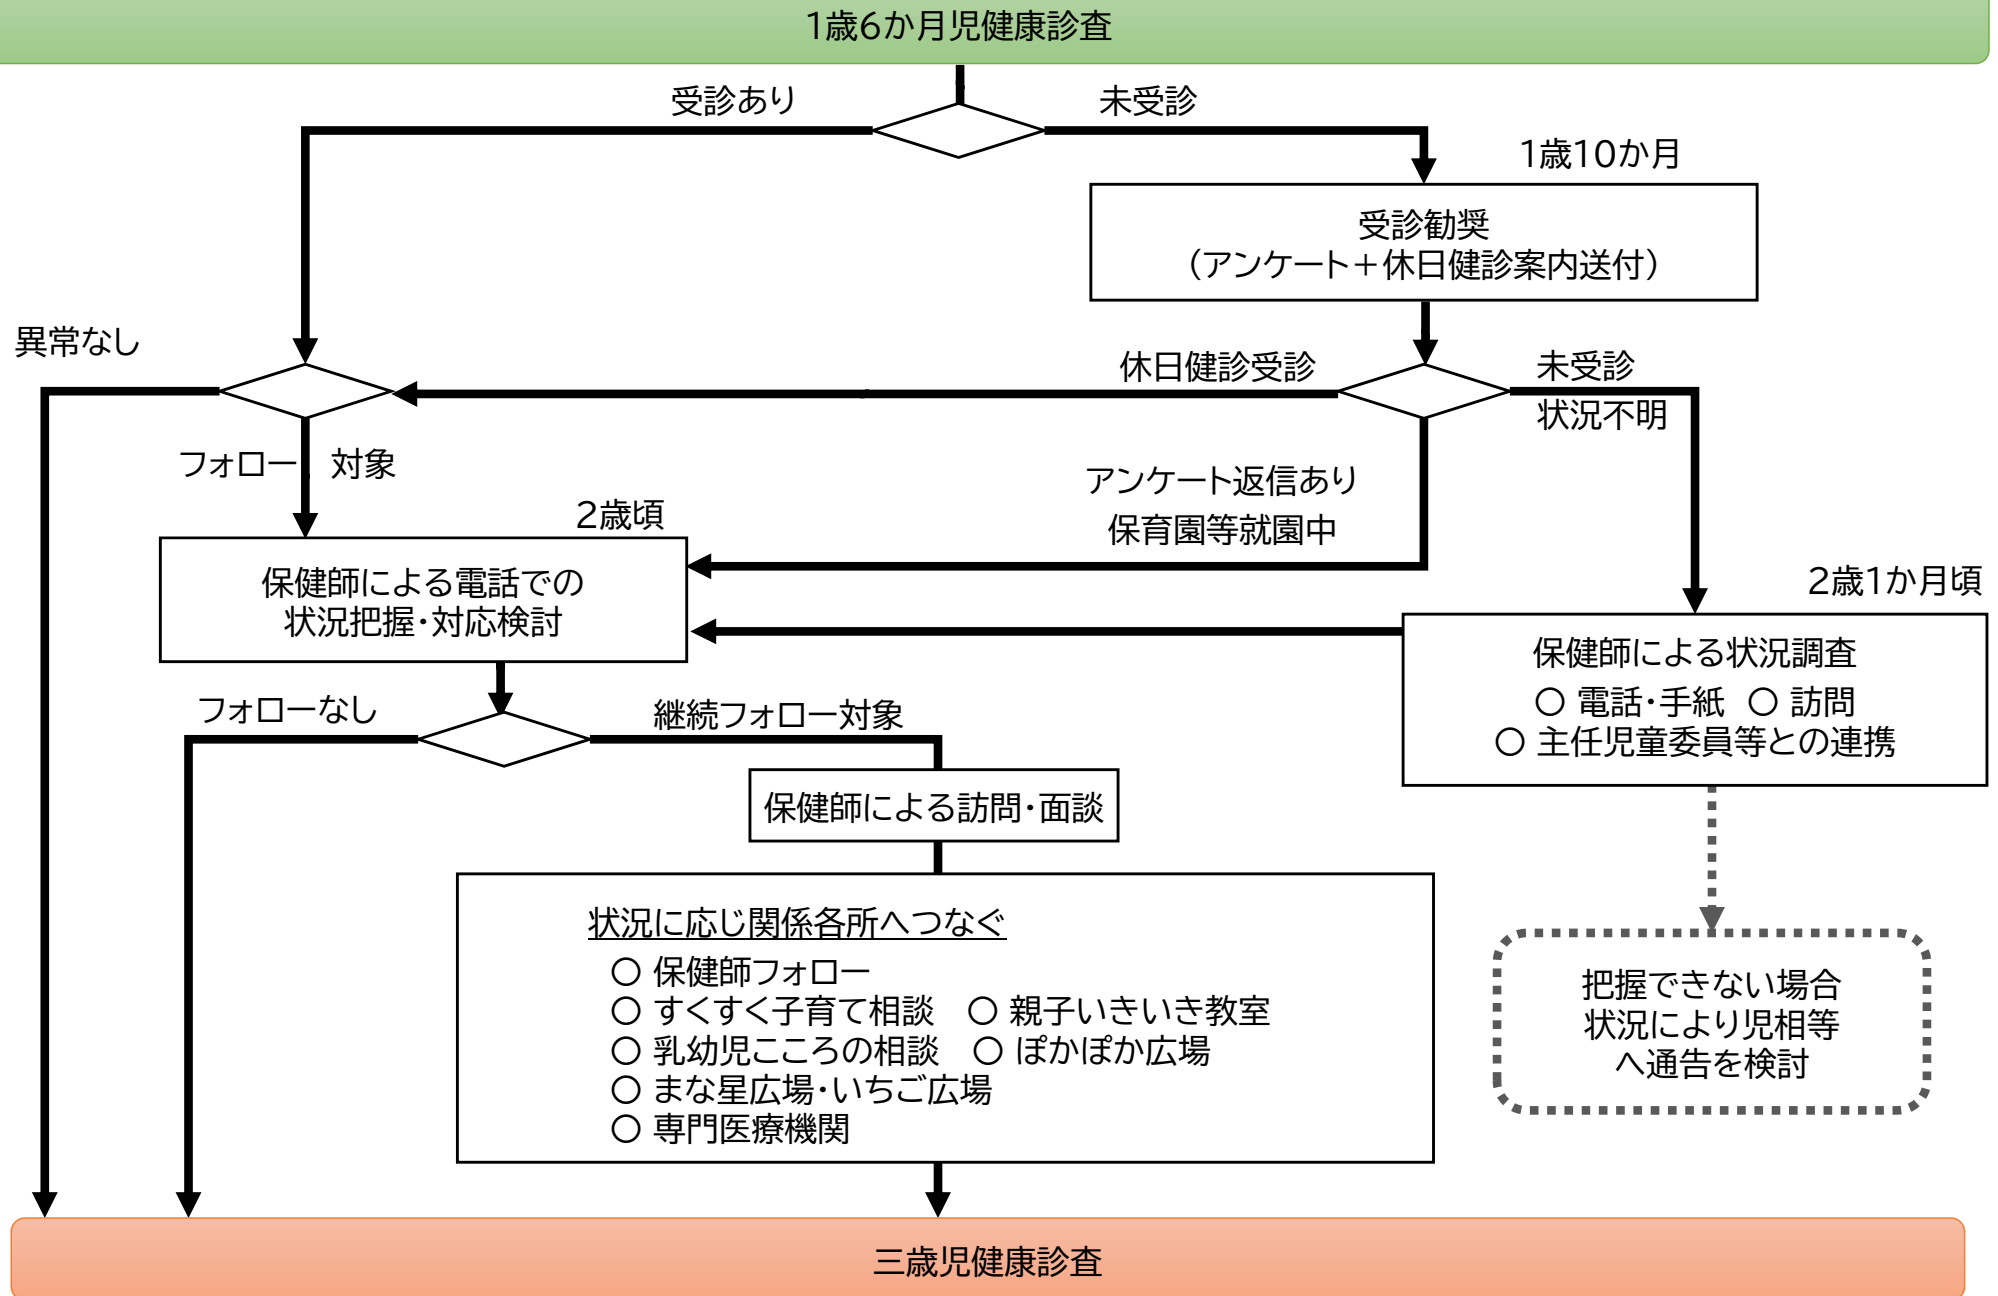 1歳6か月児健康診査
受診あり
未受診
1歳10か月
受診勧奨
（アンケート＋休日健診案内送付）
異常なし
休日健診受診
未受診
状況不明
フォロー 対象
アンケート返信あり
保育園等就園中
2歳頃
保健師による電話での
状況把握・対応検討
2歳1か月頃
保健師による状況調査
〇 電話・手紙 〇 訪問
〇 主任児童委員等との連携
フォローなし
継続フォロー対象
保健師による訪問・面談
状況に応じ関係各所へつなぐ
〇 保健師フォロー
〇 すくすく子育て相談 〇 親子いきいき教室
〇 乳幼児こころの相談 〇 ぽかぽか広場
〇 まな星広場・いちご広場
〇 専門医療機関
把握できない場合
状況により児相等
へ通告を検討
三歳児健康診査